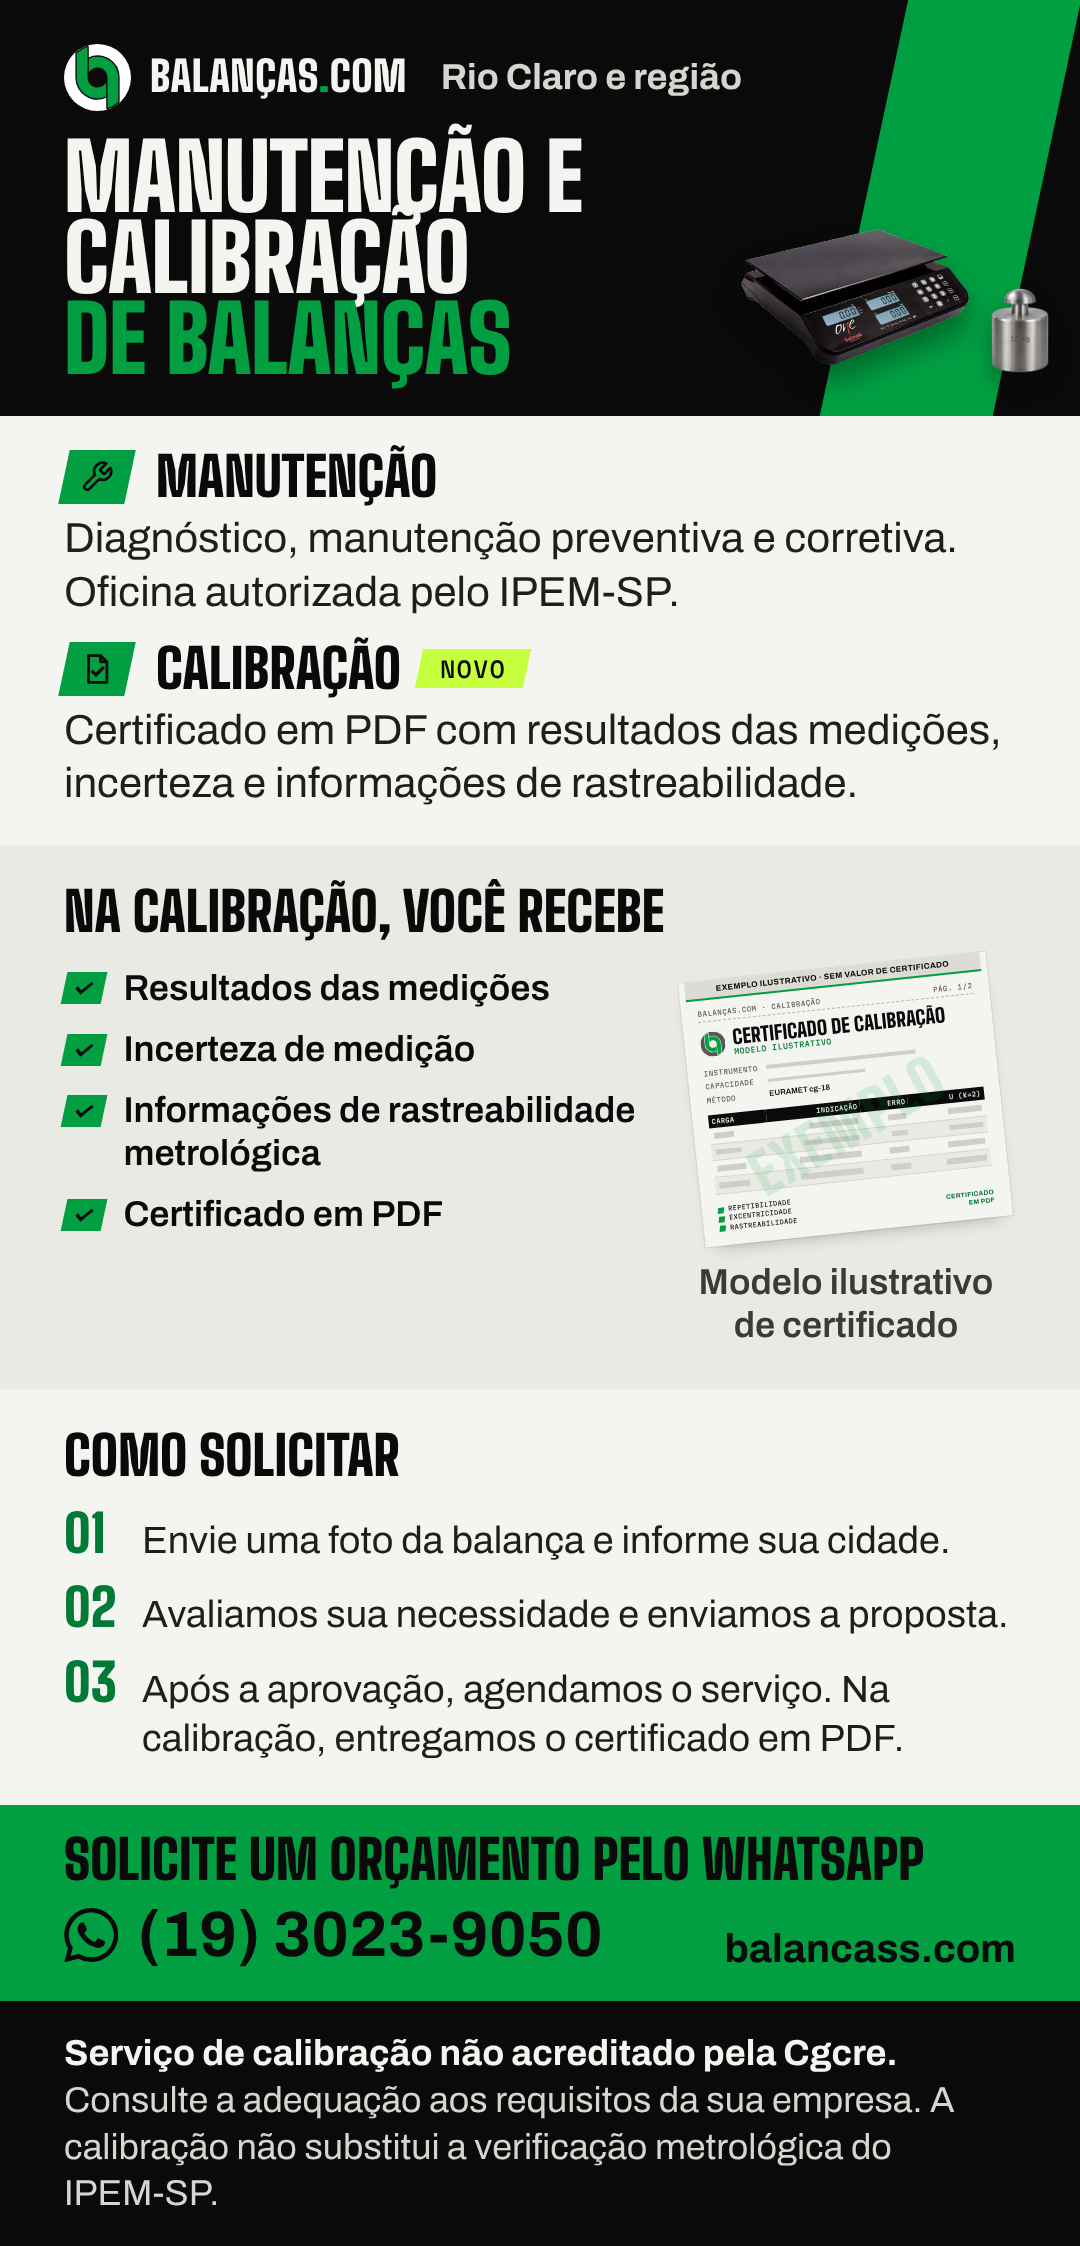 BALANÇAS.COM
Rio Claro e região
MANUTENÇÃO E
CALIBRAÇÃO
DE BALANÇAS
MANUTENÇÃO
Diagnóstico, manutenção preventiva e corretiva.
Oficina autorizada pelo IPEM-SP.
CALIBRAÇÃO
NOVO
Certificado em PDF com resultados das medições,
incerteza e informações de rastreabilidade.
NA CALIBRAÇÃO, VOCÊ RECEBE
Resultados das medições
Incerteza de medição
Informações de rastreabilidade
metrológica
Certificado em PDF
EXEMPLO ILUSTRATIVO · SEM VALOR DE CERTIFICADO
BALANÇAS.COM · CALIBRAÇÃO
PÁG. 1/2
CERTIFICADO DE CALIBRAÇÃO
MODELO ILUSTRATIVO
INSTRUMENTO
CAPACIDADE
MÉTODO
EURAMET cg-18
CARGA
INDICAÇÃO
ERRO
U (K=2)
EXEMPLO
REPETIBILIDADE
EXCENTRICIDADE
RASTREABILIDADE
CERTIFICADO
EM PDF
Modelo ilustrativo
de certificado
COMO SOLICITAR
01 Envie uma foto da balança e informe sua cidade.
02 Avaliamos sua necessidade e enviamos a proposta.
03 Após a aprovação, agendamos o serviço. Na
calibração, entregamos o certificado em PDF.
SOLICITE UM ORÇAMENTO PELO WHATSAPP
(19) 3023-9050
balancass.com
Serviço de calibração não acreditado pela Cgcre.
Consulte a adequação aos requisitos da sua empresa. A
calibração não substitui a verificação metrológica do
IPEM-SP.